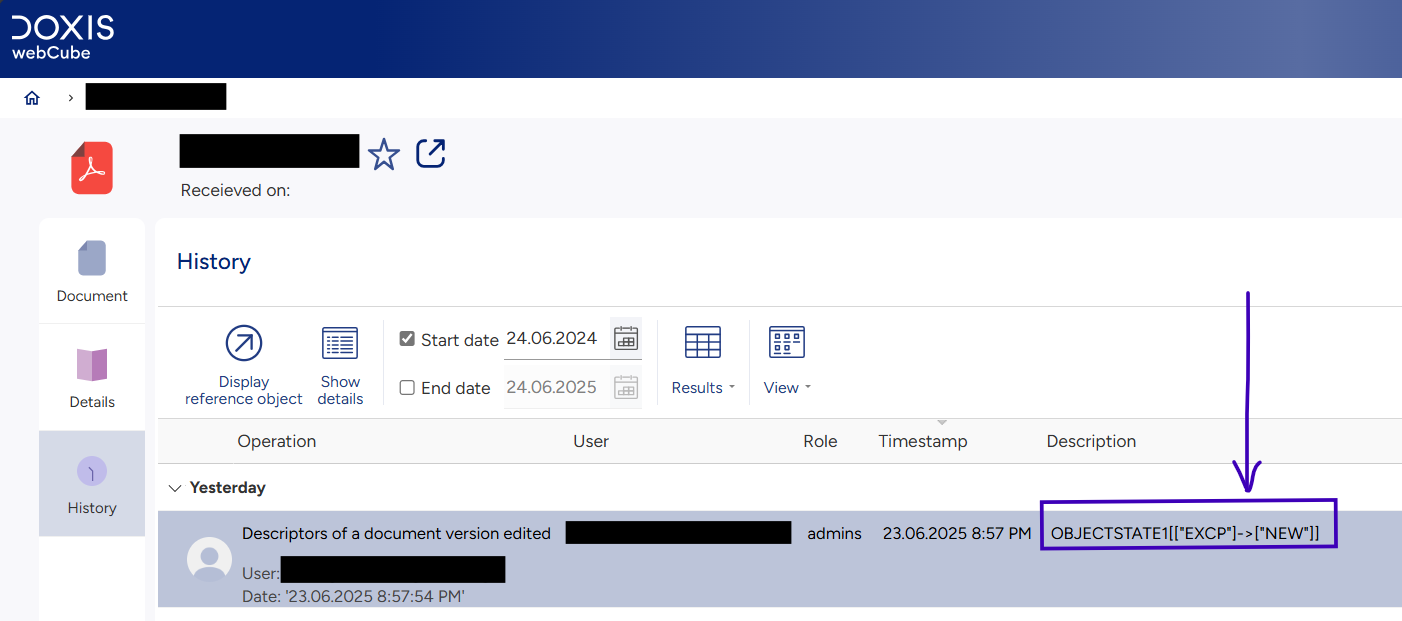 DOXIS
webCube
Receieved on:
Document
Details
History
History
Display
reference object
Show
details
Start date 24.06.2024
End date 24.06.2025
Results
View
Operation User Role Timestamp Description
Yesterday
Descriptors of a document version edited admins 23.06.2025 8:57 PM OBJECTSTATE1[["EXCP"]->["NEW"]]
User:
Date: '23.06.2025 8:57:54 PM'